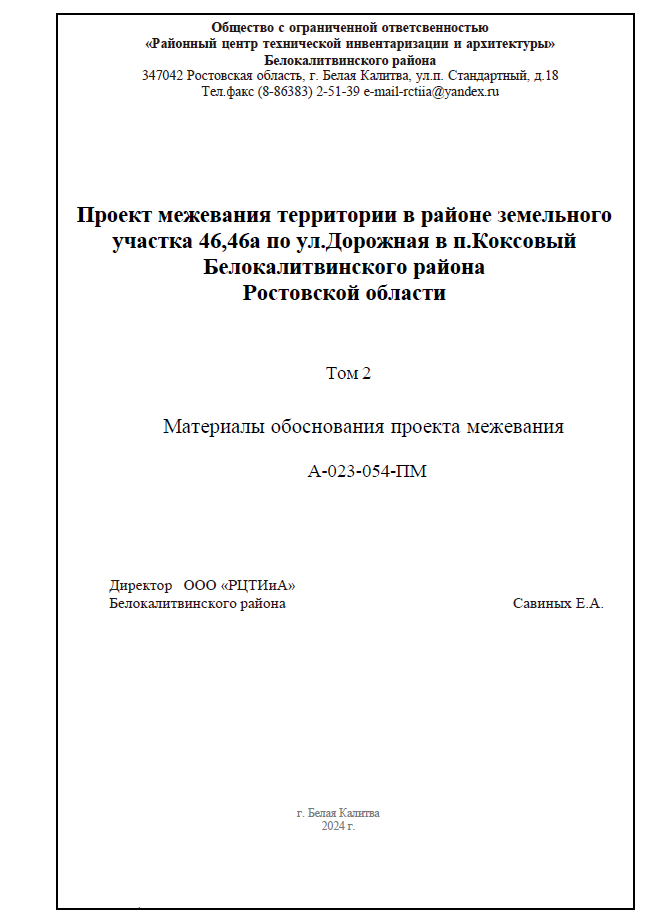 Общество с ограниченной ответсвенностью
«Районный центр технической инвентаризации и архитектуры»
Белокалитвинского района
347042 Ростовская область, г. Белая Калитва, ул.п. Стандартный, д.18
Тел.факс (8-86383) 2-51-39 e-mail-rctiia@yandex.ru
Проект межевания территории в районе земельного
участка 46,46а по ул.Дорожная в п.Коксовый
Белокалитвинского района
Ростовской области
Том 2
Материалы обоснования проекта межевания
А-023-054-ПМ
Директор ООО «РЦТИиА»
Белокалитвинского района Савиных Е.А.
г. Белая Калитва
2024 г.